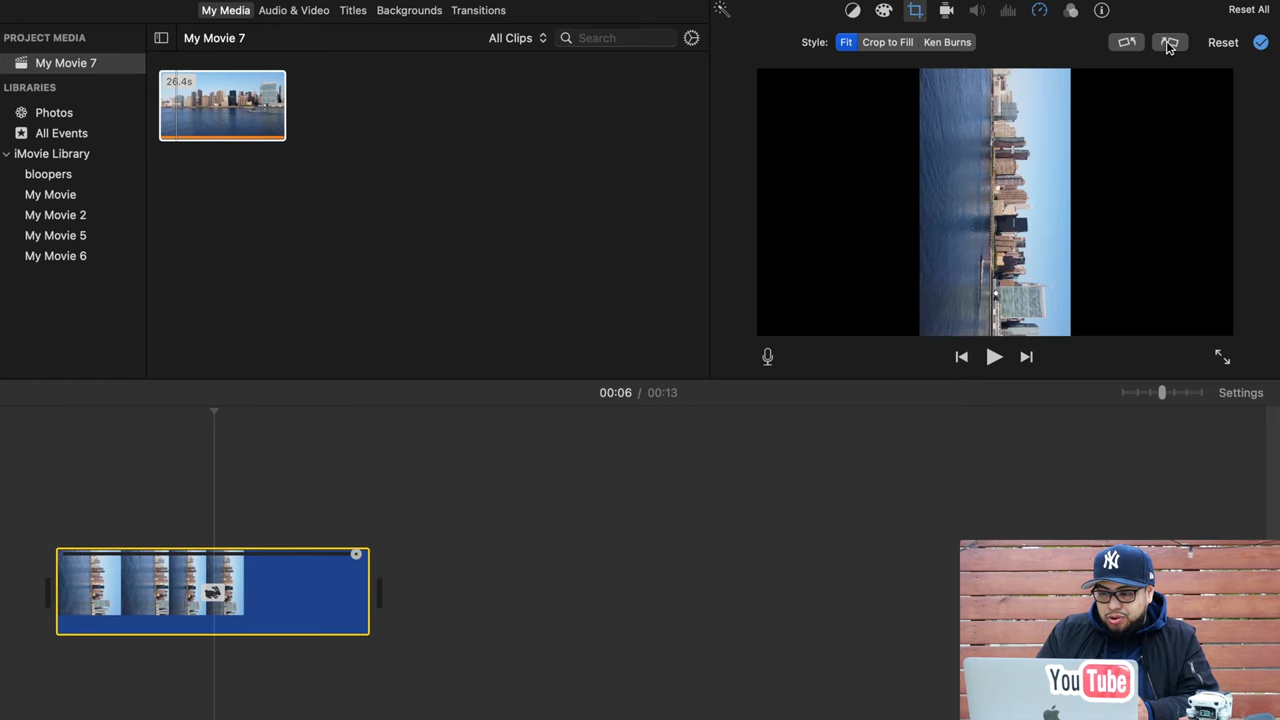 My Media Audio & Video Titles Backgrounds Transitions
Reset All
PROJECT MEDIA
My Movie 7
All Clips
Search
Style: Fit Crop to Fill Ken Burns
Reset
My Movie 7
LIBRARIES
Photos
All Events
iMovie Library
bloopers
My Movie
My Movie 2
My Movie 5
My Movie 6
26.4s
00:06 / 00:13
Settings
NY
YouTube